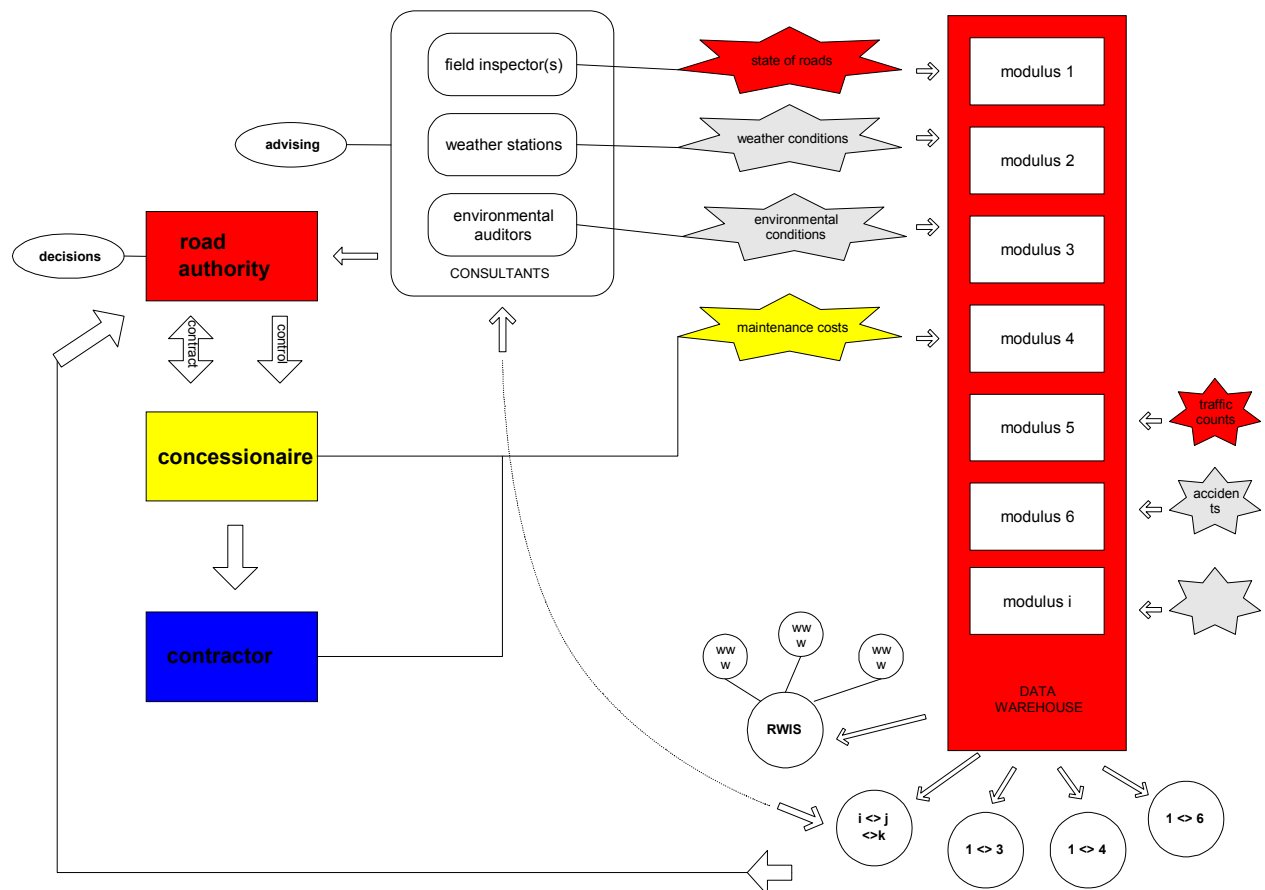 field inspector(s)
weather stations
environmental
auditors
CONSULTANTS
advising
decisions
road
authority
contract
control
concessionaire
contractor
state of roads
weather conditions
environmental
conditions
maintenance costs
modulus 1
modulus 2
modulus 3
modulus 4
modulus 5
modulus 6
modulus i
DATA
WAREHOUSE
traffic
counts
acciden
ts
ww
w
ww
w
ww
w
RWIS
i <> j
<>k
1 <> 3
1 <> 4
1 <> 6